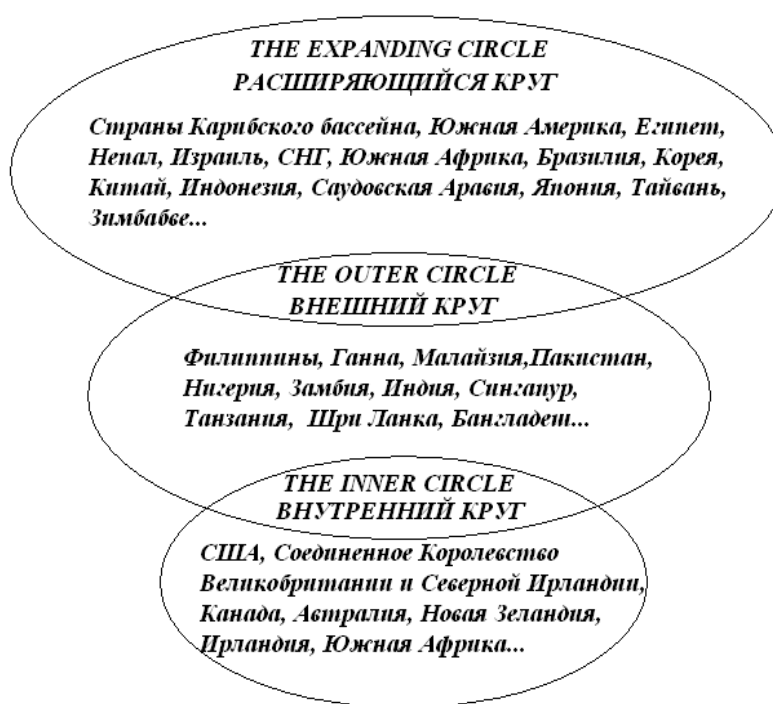 THE EXPANDING CIRCLE
РАСШИРЯЮЩИЙСЯ КРУГ
Страны Карибского бассейна, Южная Америка, Египет,
Непал, Израиль, СНГ, Южная Африка, Бразилия, Корея,
Китай, Индонезия, Саудовская Аравия, Япония, Тайвань,
Зимбабве...
THE OUTER CIRCLE
ВНЕШНИЙ КРУГ
Филиппины, Ганна, Малайзия,Пакистан,
Нигерия, Замбия, Индия, Сингапур,
Танзания, Шри Ланка, Бангладеш...
THE INNER CIRCLE
ВНУТРЕННИЙ КРУГ
США, Соединенное Королевство
Великобритании и Северной Ирландии,
Канада, Автралия, Новая Зеландия,
Ирландия, Южная Африка...